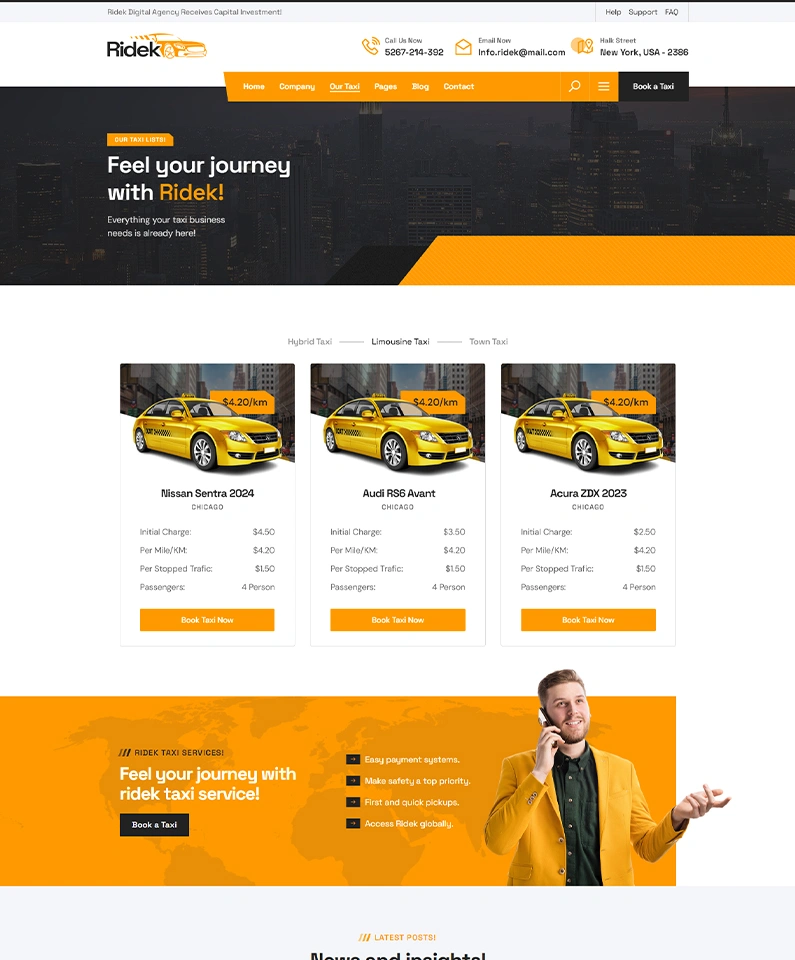 Ridek Digital Agency Receives Capital Investment!
Help Support FAQ
Ridek
Call Us Now
5267-214-392
Email Now
Info.ridek@mail.com
Halk Street
New York, USA - 2386
Home Company Our Taxi Pages Blog Contact
Book a Taxi
OUR TAXI LISTS!
Feel your journey
with Ridek!
Everything your taxi business
needs is already here!
Hybrid Taxi Limousine Taxi Town Taxi
$4.20/km
Nissan Sentra 2024
CHICAGO
Initial Charge: $4.50
Per Mile/KM: $4.20
Per Stopped Trafic: $1.50
Passengers: 4 Person
Book Taxi Now
$4.20/km
Audi RS6 Avant
CHICAGO
Initial Charge: $3.50
Per Mile/KM: $4.20
Per Stopped Trafic: $1.50
Passengers: 4 Person
Book Taxi Now
$4.20/km
Acura ZDX 2023
CHICAGO
Initial Charge: $2.50
Per Mile/KM: $4.20
Per Stopped Trafic: $1.50
Passengers: 4 Person
Book Taxi Now
RIDEK TAXI SERVICES!
Feel your journey with
ridek taxi service!
Book a Taxi
Easy payment systems.
Make safety a top priority.
First and quick pickups.
Access Ridek globally.
LATEST POSTS!
News and insights!